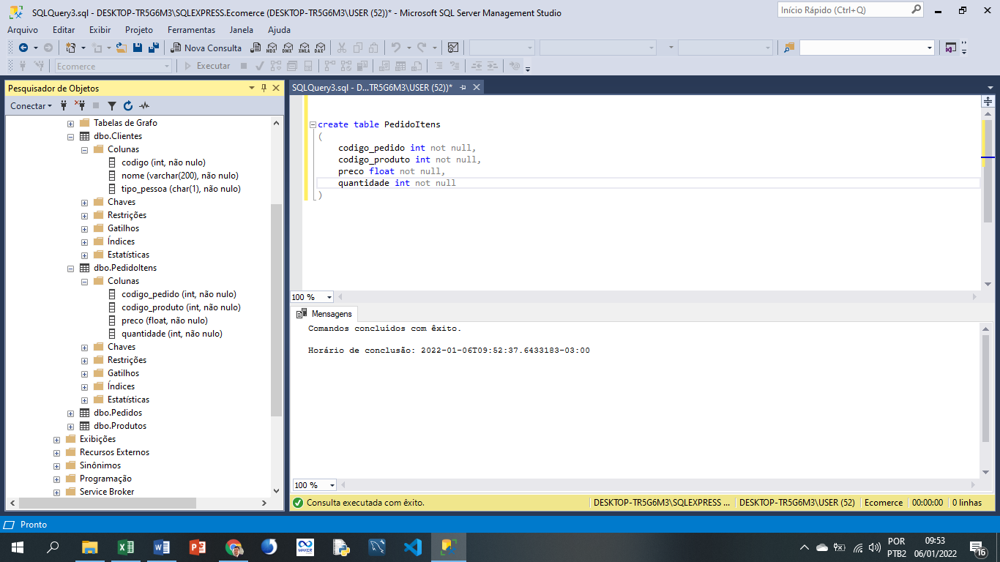 SQLQuery3.sql - DESKTOP-TR5G6M3\SQLEXPRESS.Ecomerce (DESKTOP-TR5G6M3\USER (52))* - Microsoft SQL Server Management Studio
Início Rápido (Ctrl+Q)
Arquivo Editar Exibir Projeto Ferramentas Janela Ajuda
Nova Consulta MDX DMX XMLA DAX
Ecomerce Executar
Pesquisador de Objetos
Conectar
Tabelas de Grafo
dbo.Clientes
Colunas
codigo (int, não nulo)
nome (varchar(200), não nulo)
tipo_pessoa (char(1), não nulo)
Chaves
Restrições
Gatilhos
Índices
Estatísticas
dbo.PedidoItens
Colunas
codigo_pedido (int, não nulo)
codigo_produto (int, não nulo)
preco (float, não nulo)
quantidade (int, não nulo)
Chaves
Restrições
Gatilhos
Índices
Estatísticas
dbo.Pedidos
dbo.Produtos
Exibições
Recursos Externos
Sinônimos
Programação
Service Broker
SQLQuery3.sql - D...TR5G6M3\USER (52))*
create table PedidoItens
(
codigo_pedido int not null,
codigo_produto int not null,
preco float not null,
quantidade int not null
)
100 %
Mensagens
Comandos concluídos com êxito.
Horário de conclusão: 2022-01-06T09:52:37.6433183-03:00
100 %
Consulta executada com êxito. DESKTOP-TR5G6M3\SQLEXPRESS ... DESKTOP-TR5G6M3\USER (52) Ecomerce 00:00:00 0 linhas
Pronto
MAKER
POR
PTB2
09:53
06/01/2022
16